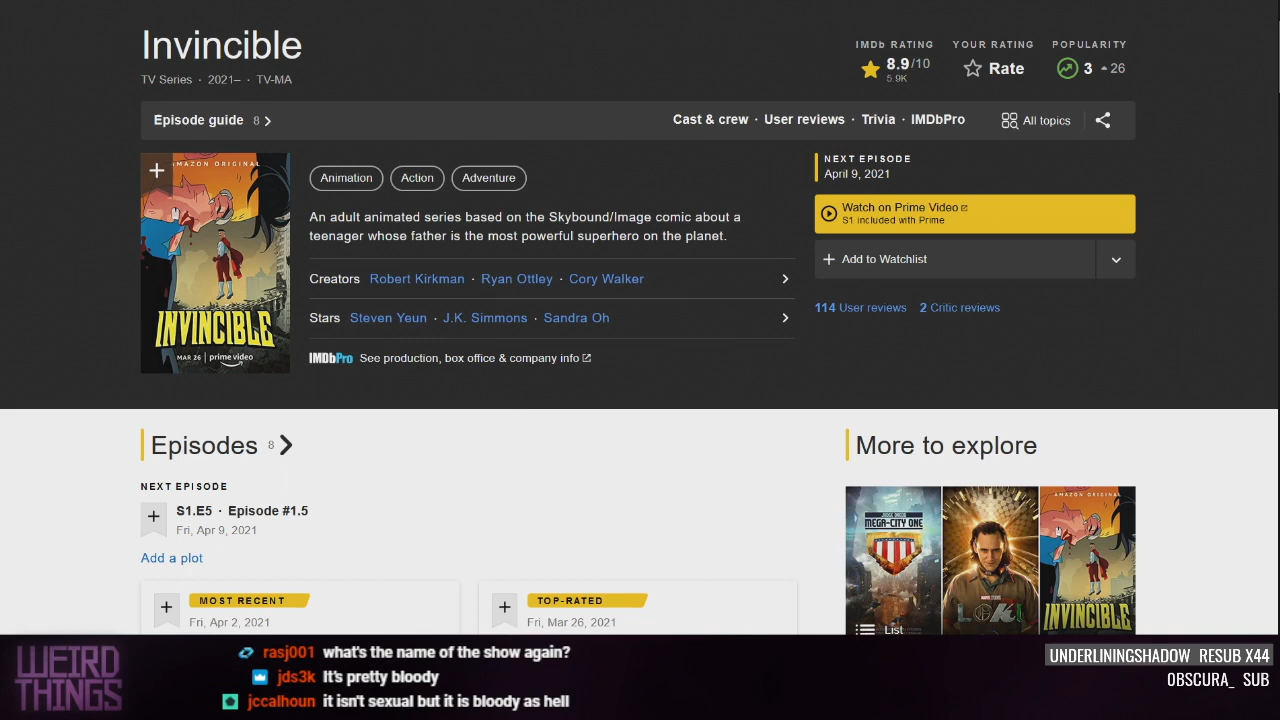 Invincible
TV Series · 2021– · TV-MA
IMDb RATING
8.9/10
5.9K
YOUR RATING
Rate
POPULARITY
3 26
Episode guide 8
Cast & crew · User reviews · Trivia · IMDbPro
All topics
AMAZON ORIGINAL
INVINCIBLE
MAR 26 | prime video
Animation
Action
Adventure
An adult animated series based on the Skybound/Image comic about a
teenager whose father is the most powerful superhero on the planet.
Creators Robert Kirkman · Ryan Ottley · Cory Walker
Stars Steven Yeun · J.K. Simmons · Sandra Oh
IMDbPro See production, box office & company info
NEXT EPISODE
April 9, 2021
Watch on Prime Video
S1 included with Prime
Add to Watchlist
114 User reviews 2 Critic reviews
Episodes 8
NEXT EPISODE
S1.E5 · Episode #1.5
Fri, Apr 9, 2021
Add a plot
MOST RECENT
Fri, Apr 2, 2021
TOP-RATED
Fri, Mar 26, 2021
More to explore
JUDGE DREDD
MEGA-CITY ONE
MARVEL STUDIOS
LOKI
AMAZON ORIGINAL
INVINCIBLE
List
WEIRD
THINGS
rasj001 what's the name of the show again?
jds3k It's pretty bloody
jccalhoun it isn't sexual but it is bloody as hell
UNDERLININGSHADOW RESUB X44
OBSCURA_ SUB